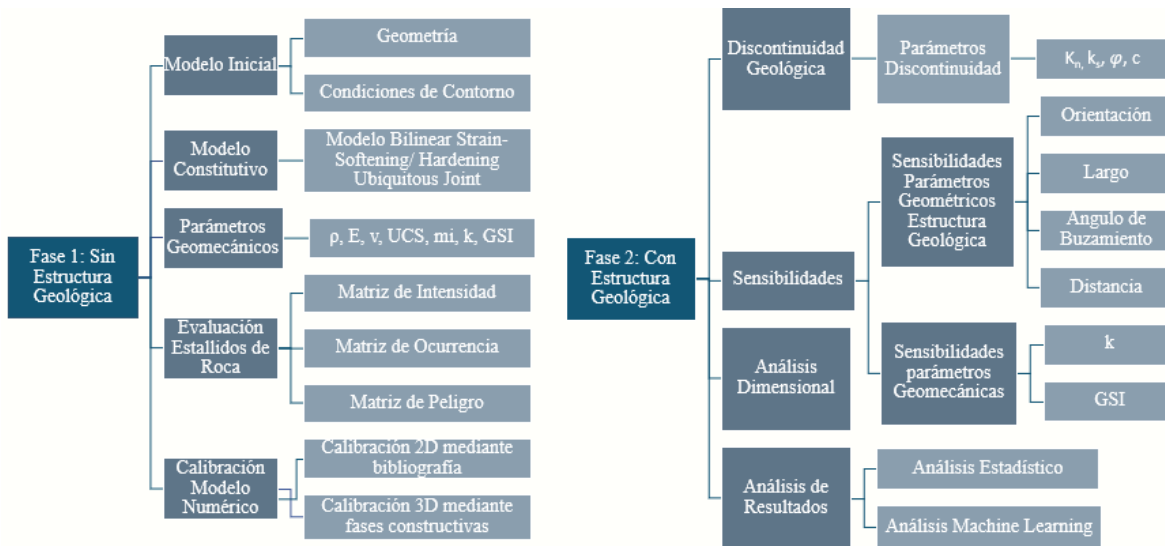 Fase 1: Sin
Estructura
Geológica
Modelo Inicial
Geometría
Condiciones de Contorno
Modelo
Constitutivo
Modelo Bilinear Strain-
Softening/ Hardening
Ubiquitous Joint
Parámetros
Geomecánicos
ρ, E, v, UCS, mi, k, GSI
Evaluación
Estallidos de
Roca
Matriz de Intensidad
Matriz de Ocurrencia
Matriz de Peligro
Calibración
Modelo
Numérico
Calibración 2D mediante
bibliografía
Calibración 3D mediante
fases constructivas
Fase 2: Con
Estructura
Geológica
Discontinuidad
Geológica
Parámetros
Discontinuidad
Kn, ks, φ, c
Sensibilidades
Sensibilidades
Parámetros
Geométricos
Estructura
Geológica
Orientación
Largo
Angulo de
Buzamiento
Distancia
Sensibilidades
parámetros
Geomecánicas
k
GSI
Análisis
Dimensional
Análisis de
Resultados
Análisis Estadístico
Análisis Machine Learning